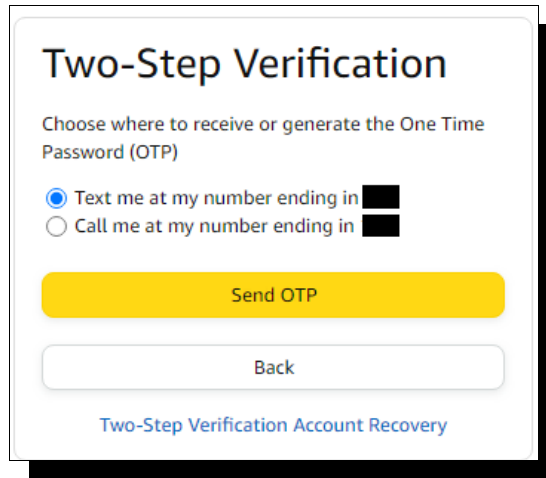 Two-Step Verification
Choose where to receive or generate the One Time
Password (OTP)
Text me at my number ending in
Call me at my number ending in
Send OTP
Back
Two-Step Verification Account Recovery